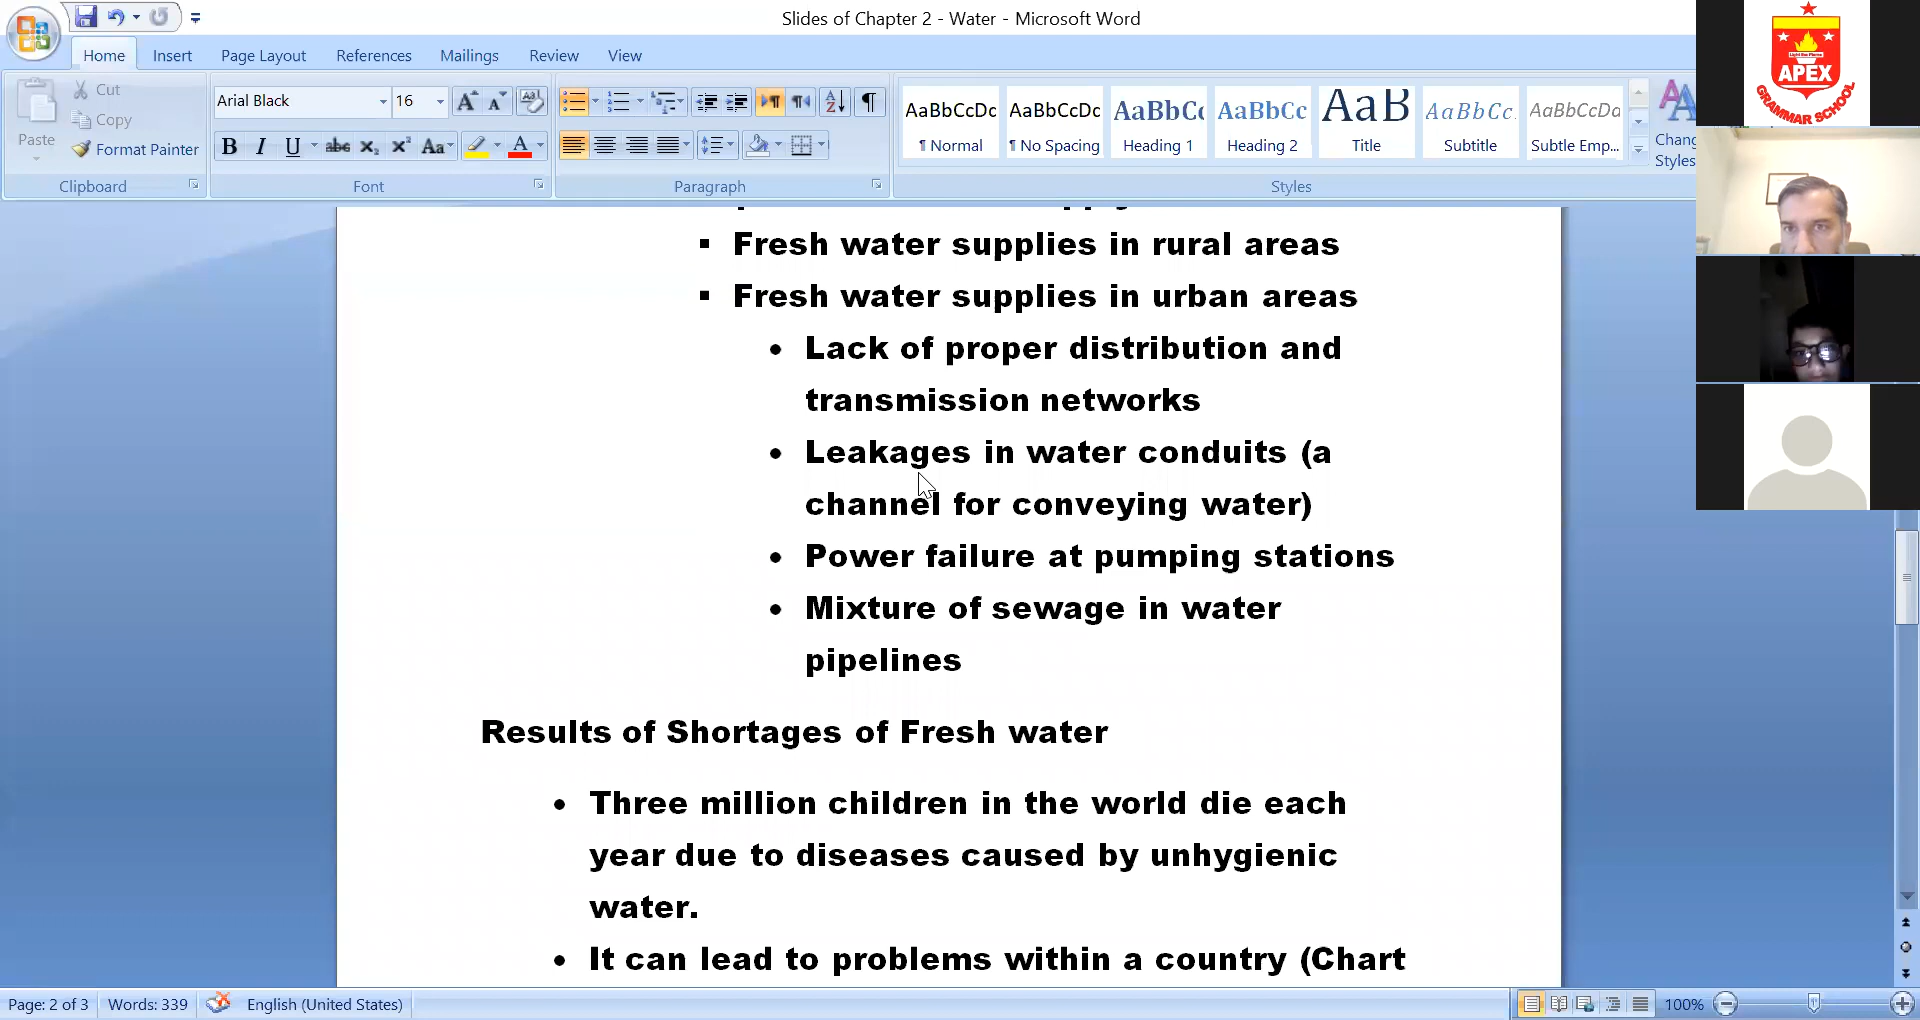 Slides of Chapter 2 - Water - Microsoft Word
Home Insert Page Layout References Mailings Review View
Paste
Cut
Copy
Format Painter
Clipboard
Arial Black 16
Font
Paragraph
AaBbCcDc AaBbCcDc AaBbCc AaBbCc AaB AaBbCc. AaBbCcDa
¶ Normal ¶ No Spacing Heading 1 Heading 2 Title Subtitle Subtle Emp...
Styles
Chang
Styles
APEX
GRAMMAR SCHOOL
Fresh water supplies in rural areas
Fresh water supplies in urban areas
Lack of proper distribution and
transmission networks
Leakages in water conduits (a
channel for conveying water)
Power failure at pumping stations
Mixture of sewage in water
pipelines
Results of Shortages of Fresh water
Three million children in the world die each
year due to diseases caused by unhygienic
water.
It can lead to problems within a country (Chart
Page: 2 of 3 Words: 339 English (United States) 100%